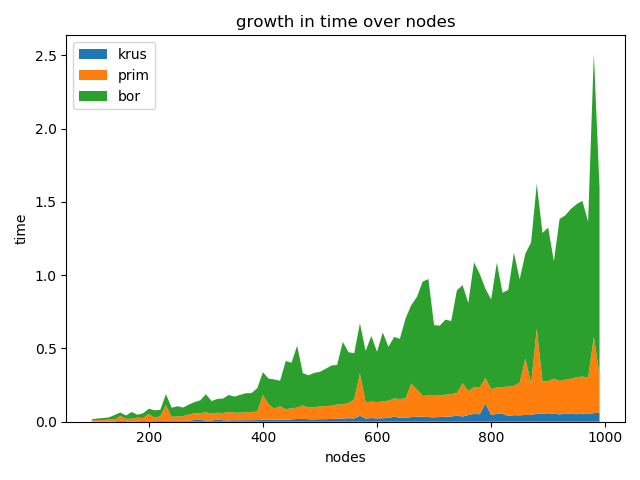 growth in time over nodes
krus
prim
bor
2.5
2.0
1.5
1.0
0.5
0.0
time
200 400 600 800 1000
nodes